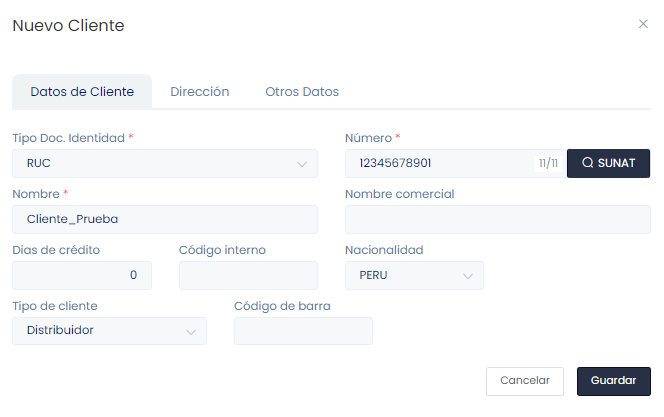 Nuevo Cliente
Datos de Cliente Dirección Otros Datos
Tipo Doc. Identidad * Número *
RUC 12345678901 11/11 SUNAT
Nombre * Nombre comercial
Cliente_Prueba
Dias de crédito Código interno Nacionalidad
0 PERU
Tipo de cliente Código de barra
Distribuidor
Cancelar Guardar